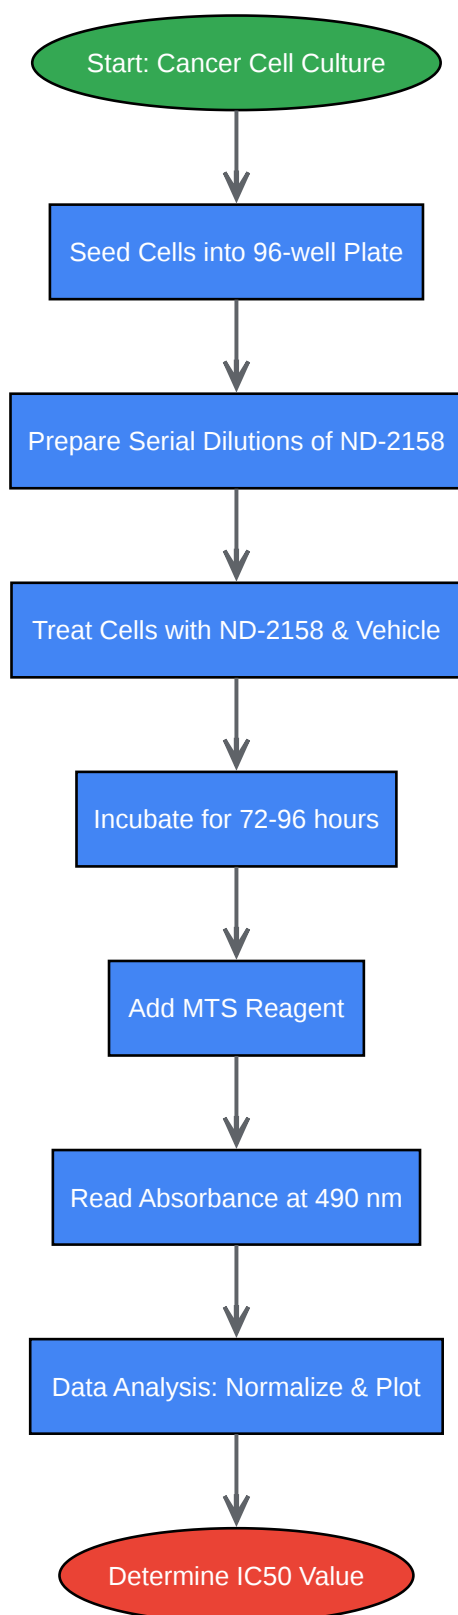 Start: Cancer Cell Culture
Seed Cells into 96-well Plate
Prepare Serial Dilutions of ND-2158
Treat Cells with ND-2158 & Vehicle
Incubate for 72-96 hours
Add MTS Reagent
Read Absorbance at 490 nm
Data Analysis: Normalize & Plot
Determine IC50 Value